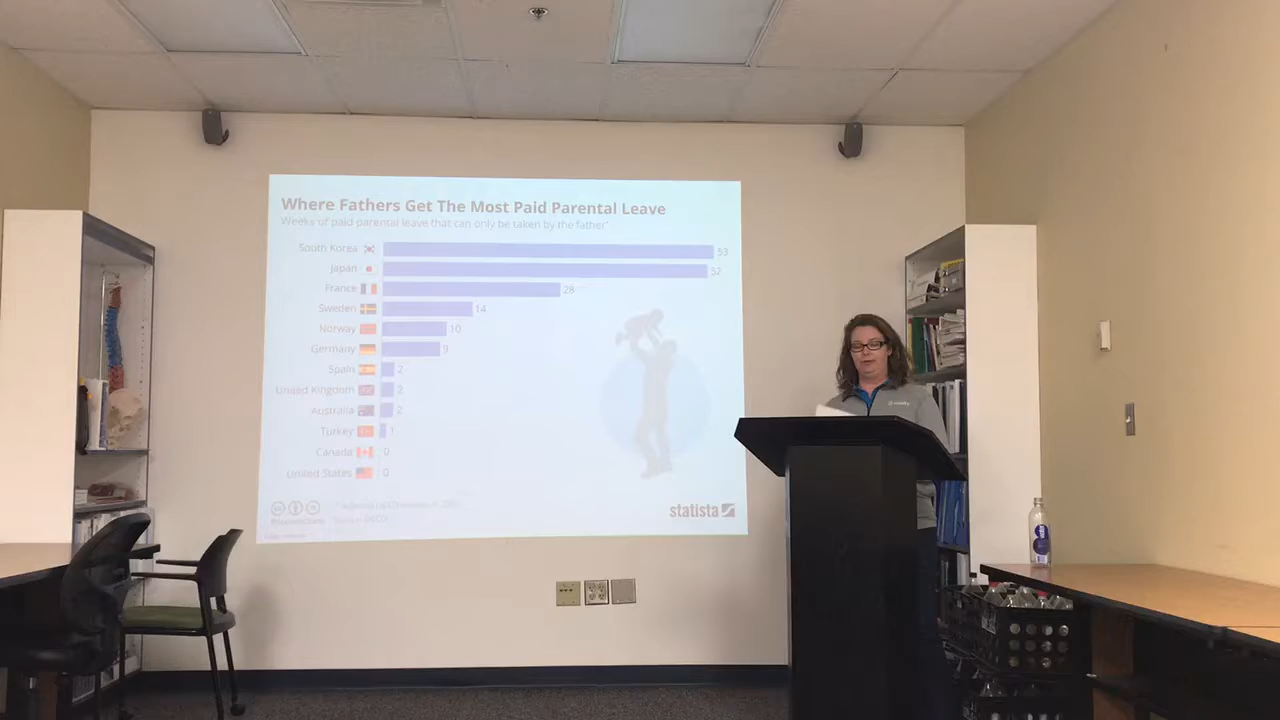 Where Fathers Get The Most Paid Parental Leave
Weeks of paid parental leave that can only be taken by the father*
South Korea 53
Japan 52
France 28
Sweden 14
Norway 10
Germany 9
Spain 2
United Kingdom 2
Australia 2
Turkey 1
Canada 0
United States 0
statista